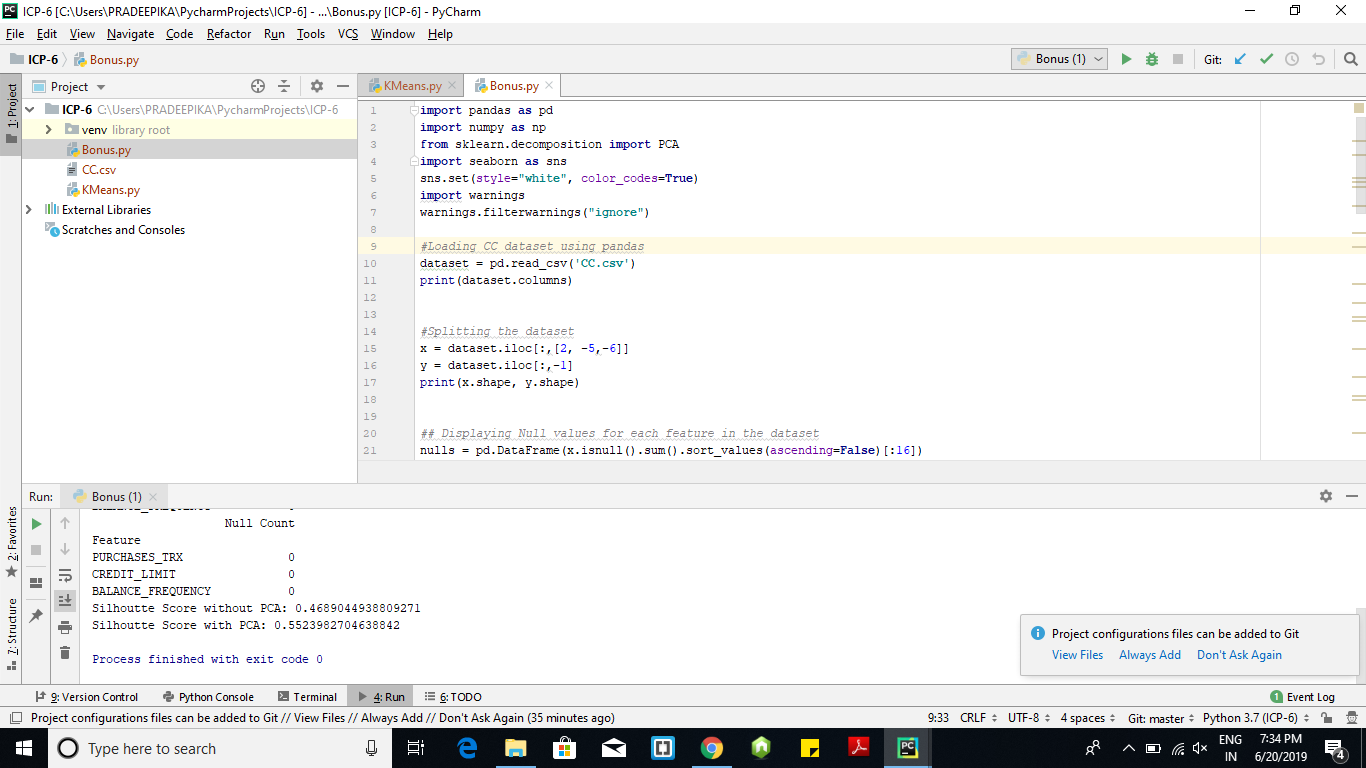 ICP-6 [C:\Users\PRADEEPIKA\PycharmProjects\ICP-6] - ...\Bonus.py [ICP-6] - PyCharm
File Edit View Navigate Code Refactor Run Tools VCS Window Help
ICP-6 Bonus.py
Bonus (1) Git:
1: Project
Project
KMeans.py Bonus.py
ICP-6 C:\Users\PRADEEPIKA\PycharmProjects\ICP-6
venv library root
Bonus.py
CC.csv
KMeans.py
External Libraries
Scratches and Consoles
1 import pandas as pd
2 import numpy as np
3 from sklearn.decomposition import PCA
4 import seaborn as sns
5 sns.set(style="white", color_codes=True)
6 import warnings
7 warnings.filterwarnings("ignore")
8
9 #Loading CC dataset using pandas
10 dataset = pd.read_csv('CC.csv')
11 print(dataset.columns)
12
13
14 #Splitting the dataset
15 x = dataset.iloc[:,[2, -5,-6]]
16 y = dataset.iloc[:,-1]
17 print(x.shape, y.shape)
18
19
20 ## Displaying Null values for each feature in the dataset
21 nulls = pd.DataFrame(x.isnull().sum().sort_values(ascending=False)[:16])
Run: Bonus (1)
2: Favorites
7: Structure
Null Count
Feature
PURCHASES_TRX 0
CREDIT_LIMIT 0
BALANCE_FREQUENCY 0
Silhoutte Score without PCA: 0.4689044938809271
Silhoutte Score with PCA: 0.5523982704638842
Process finished with exit code 0
Project configurations files can be added to Git
View Files Always Add Don't Ask Again
9: Version Control Python Console Terminal 4: Run 6: TODO 1 Event Log
Project configurations files can be added to Git // View Files // Always Add // Don't Ask Again (35 minutes ago) 9:33 CRLF UTF-8 4 spaces Git: master Python 3.7 (ICP-6)
Type here to search
ENG
IN
7:34 PM
6/20/2019
4